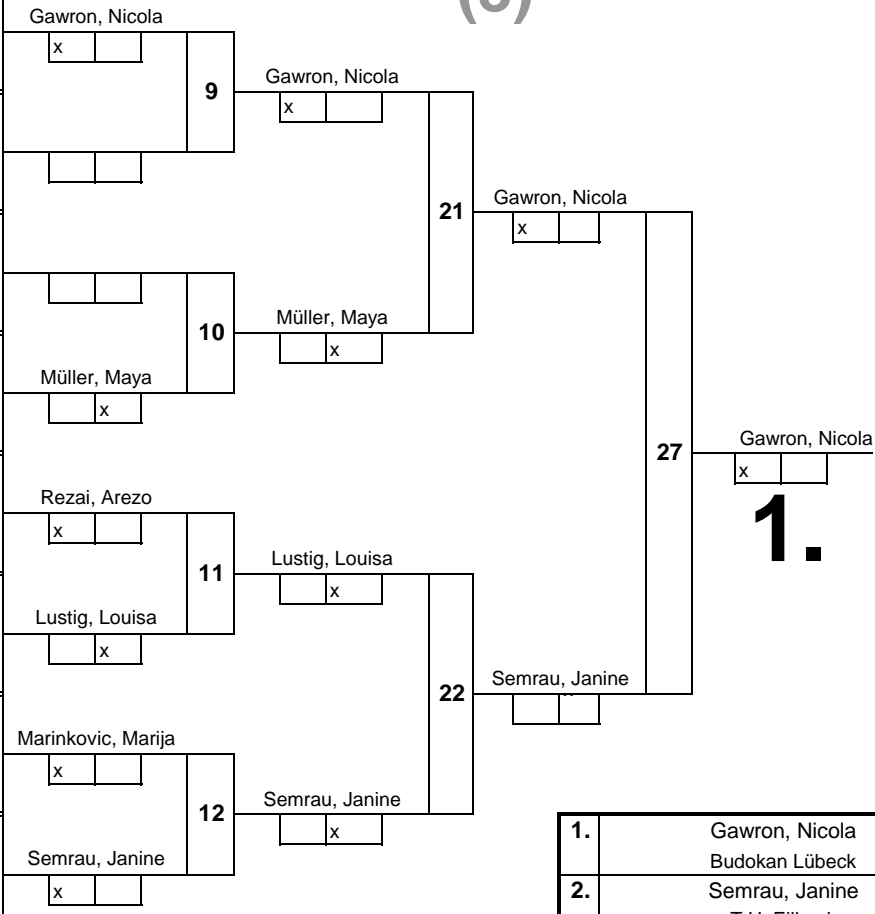 Gawron, Nicola
x
9
Gawron, Nicola
x
21
Gawron, Nicola
x
10
Müller, Maya
x
Müller, Maya
x
27
Gawron, Nicola
x
1.
Rezai, Arezo
x
11
Lustig, Louisa
x
Lustig, Louisa
x
22
Semrau, Janine
Marinkovic, Marija
x
12
Semrau, Janine
x
Semrau, Janine
x
1. Gawron, Nicola
Budokan Lübeck
2. Semrau, Janine